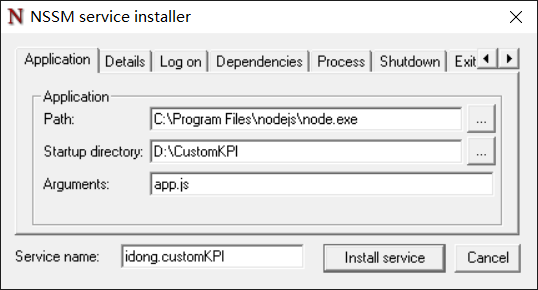 NSSM service installer
Application Details Log on Dependencies Process Shutdown Exit
Application
Path: C:\Program Files\nodejs\node.exe ...
Startup directory: D:\CustomKPI ...
Arguments: app.js
Service name: idong.customKPI Install service Cancel